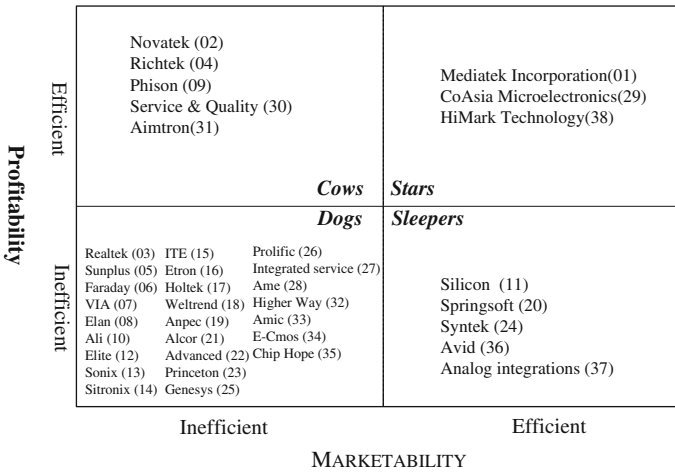 Profitability
Efficient
Inefficient
Novatek (02)
Richtek (04)
Phison (09)
Service & Quality (30)
Aimtron(31)
Cows
Mediatek Incorporation(01)
CoAsia Microelectronics(29)
HiMark Technology(38)
Stars
Dogs
Realtek (03)
Sunplus (05)
Faraday (06)
VIA (07)
Elan (08)
Ali (10)
Elite (12)
Sonix (13)
Sitronix (14)
ITE (15)
Etron (16)
Holtek (17)
Weltrend (18)
Anpec (19)
Alcor (21)
Advanced (22)
Princeton (23)
Genesys (25)
Prolific (26)
Integrated service (27)
Ame (28)
Higher Way (32)
Amic (33)
E-Cmos (34)
Chip Hope (35)
Sleepers
Silicon (11)
Springsoft (20)
Syntek (24)
Avid (36)
Analog integrations (37)
Inefficient
Efficient
MARKETABILITY